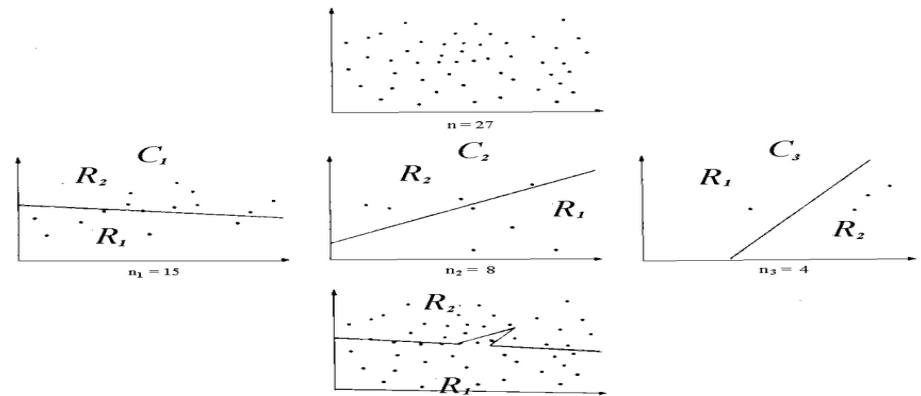 n = 27
C₁
R₂
R₁
n₁ = 15
C₂
R₂
R₁
n₂ = 8
C₃
R₁
R₂
n₃ = 4
R₂
R₁